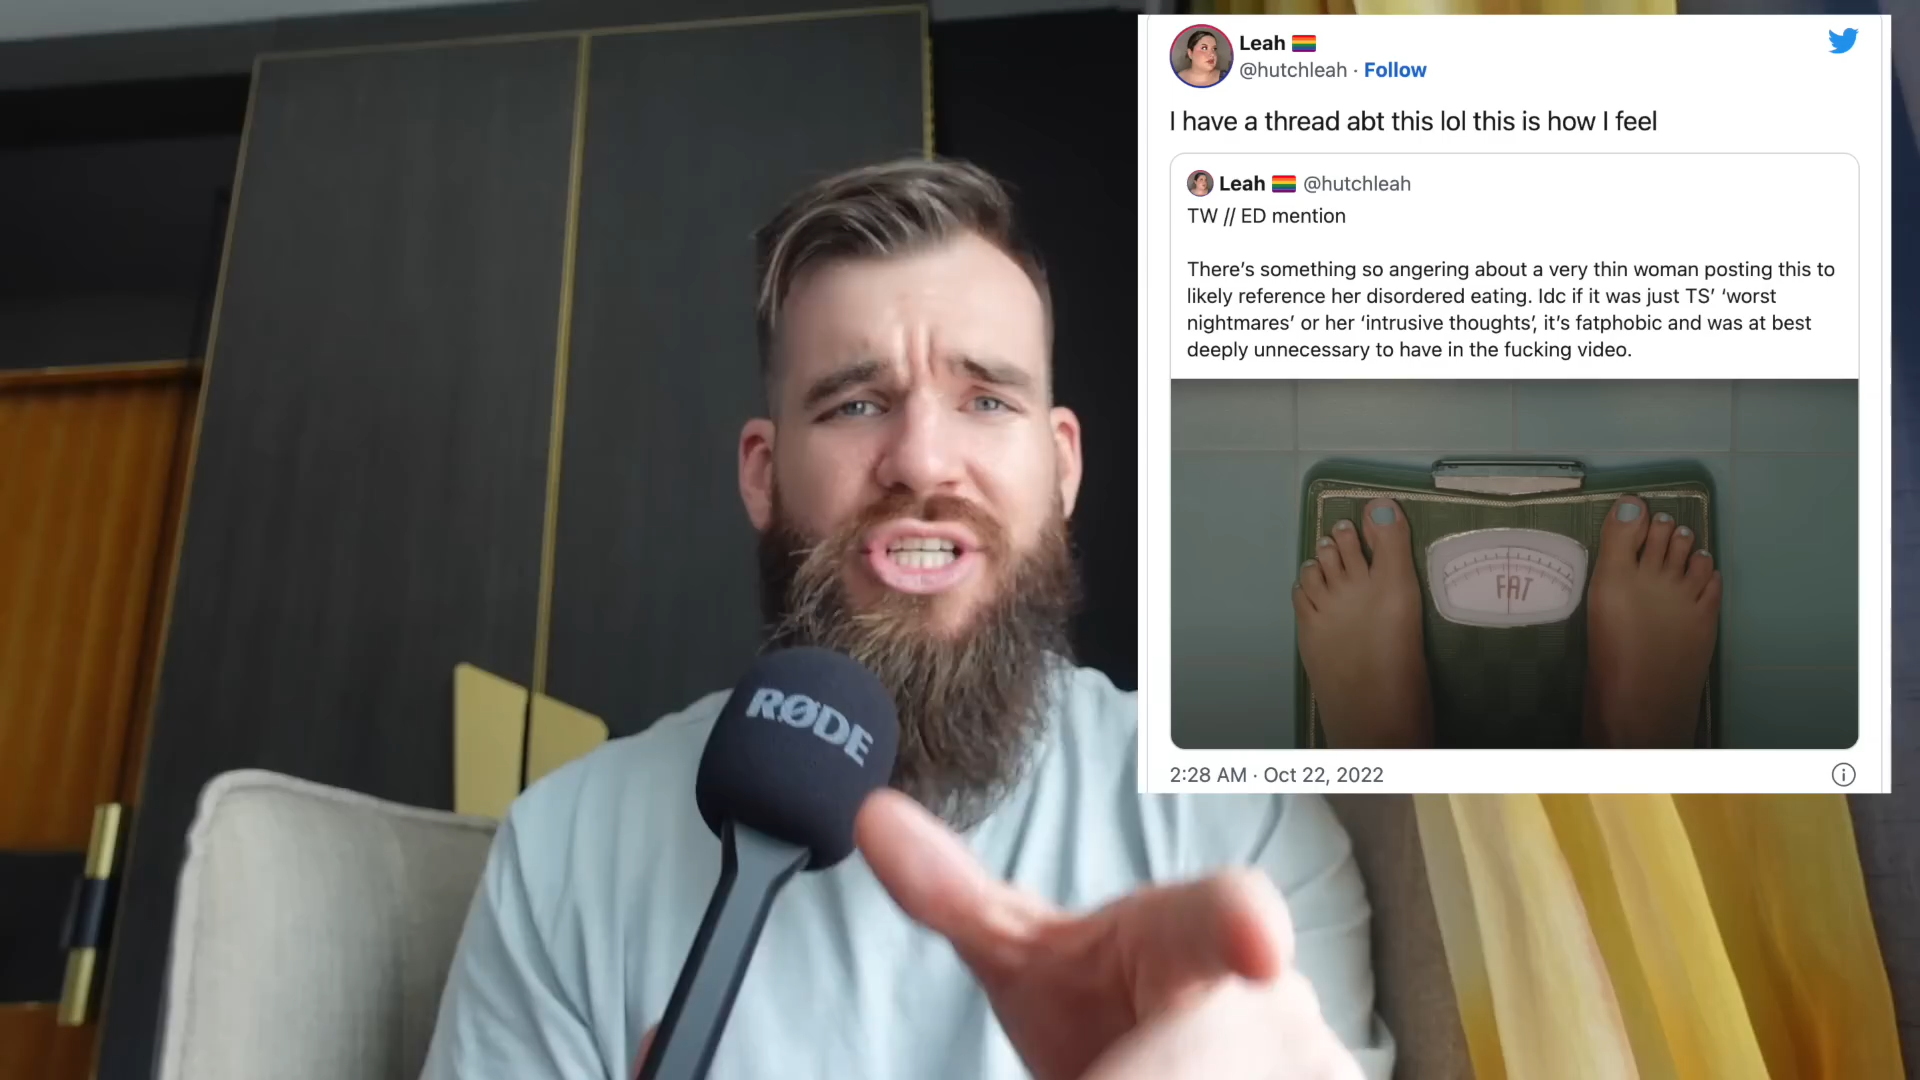 Leah
@hutchleah · Follow
I have a thread abt this lol this is how I feel
Leah @hutchleah
TW // ED mention
There’s something so angering about a very thin woman posting this to
likely reference her disordered eating. Idc if it was just TS’ ‘worst
nightmares’ or her ‘intrusive thoughts’, it’s fatphobic and was at best
deeply unnecessary to have in the fucking video.
FAT
2:28 AM · Oct 22, 2022
RØDE